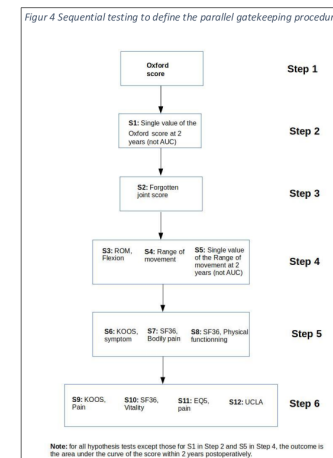 Figur 4 Sequential testing to define the parallel gatekeeping procedur
Oxford
score
Step 1
S1: Single value of the
Oxford score at 2
years (not AUC)
Step 2
S2: Forgotten
joint score
Step 3
S3: ROM,
Flexion
S4: Range of
movement
S5: Single value
of the Range of
movement at 2
years (not AUC)
Step 4
S6: KOOS,
symptom
S7: SF36,
Bodily pain
S8: SF36, Physical
functionning
Step 5
S9: KOOS,
Pain
S10: SF36,
Vitality
S11: EQ5,
pain
S12: UCLA
Step 6
Note: for all hypothesis tests except those for S1 in Step 2 and S5 in Step 4, the outcome is
the area under the curve of the score within 2 years postoperatively.